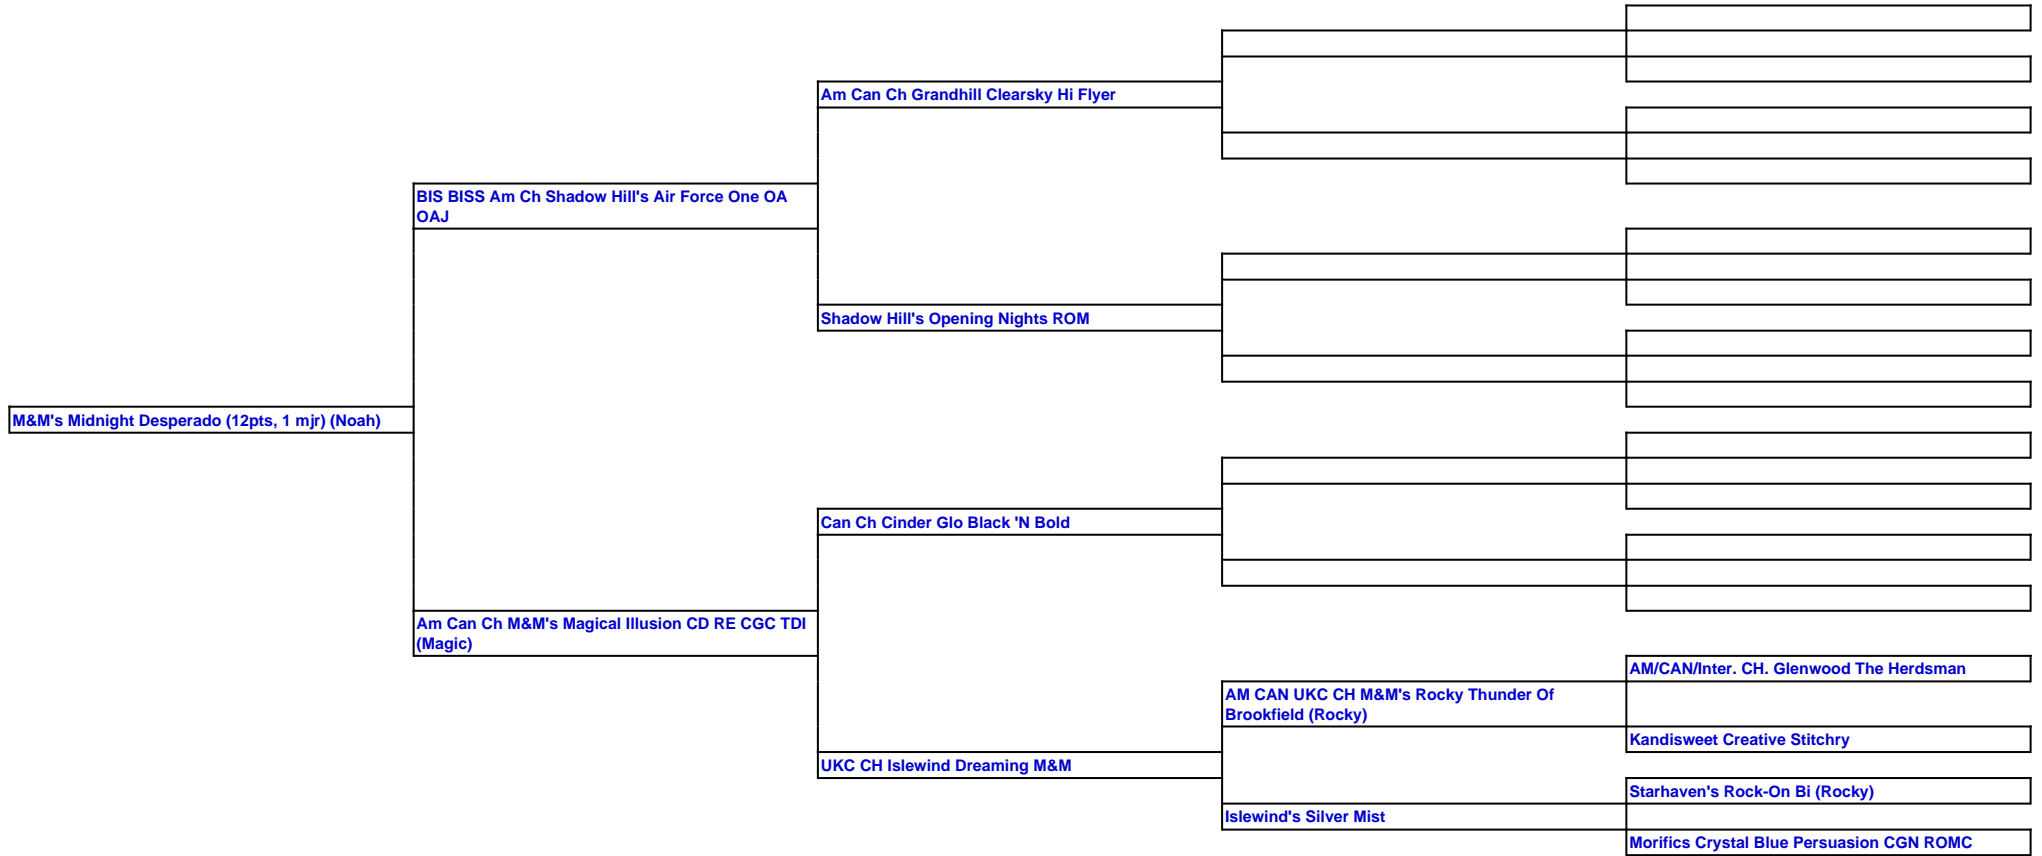 Am Can Ch Grandhill Clearsky Hi Flyer
BIS BISS Am Ch Shadow Hill's Air Force One OA
OAJ
Shadow Hill's Opening Nights ROM
M&M's Midnight Desperado (12pts, 1 mjr) (Noah)
Can Ch Cinder Glo Black 'N Bold
Am Can Ch M&M's Magical Illusion CD RE CGC TDI
(Magic)
AM/CAN/Inter. CH. Glenwood The Herdsman
AM CAN UKC CH M&M's Rocky Thunder Of
Brookfield (Rocky)
Kandisweet Creative Stitchry
UKC CH Islewind Dreaming M&M
Starhaven's Rock-On Bi (Rocky)
Islewind's Silver Mist
Morifics Crystal Blue Persuasion CGN ROMC